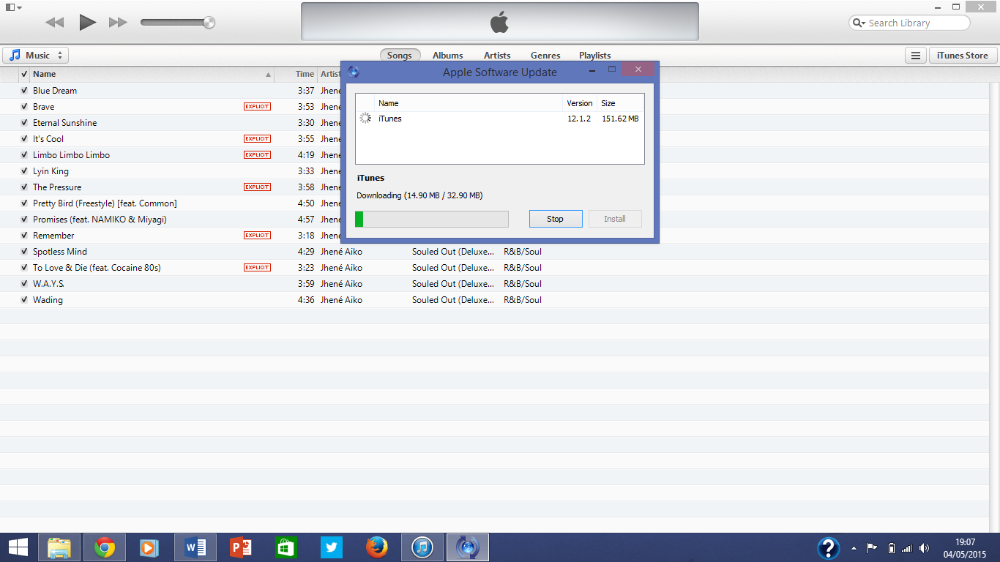 Search Library
Music
Songs Albums Artists Genres Playlists
iTunes Store
Name Time Artis
Apple Software Update
Name Version Size
iTunes 12.1.2 151.62 MB
iTunes
Downloading (14.90 MB / 32.90 MB)
Stop Install
Blue Dream 3:37 Jhené
Brave EXPLICIT 3:53 Jhené
Eternal Sunshine 3:30 Jhené
It's Cool EXPLICIT 3:55 Jhené
Limbo Limbo Limbo EXPLICIT 4:19 Jhené
Lyin King 3:33 Jhené
The Pressure EXPLICIT 3:58 Jhené
Pretty Bird (Freestyle) [feat. Common] 4:50 Jhené
Promises (feat. NAMIKO & Miyagi) 4:57 Jhené
Remember EXPLICIT 3:18 Jhené
Spotless Mind 4:29 Jhené Aiko Souled Out (Deluxe... R&B/Soul
To Love & Die (feat. Cocaine 80s) EXPLICIT 3:23 Jhené Aiko Souled Out (Deluxe... R&B/Soul
W.A.Y.S. 3:59 Jhené Aiko Souled Out (Deluxe... R&B/Soul
Wading 4:36 Jhené Aiko Souled Out (Deluxe... R&B/Soul
19:07
04/05/2015